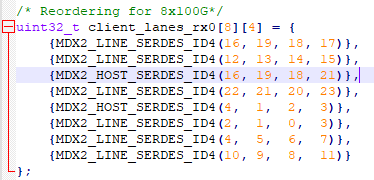 /* Reordering for 8x100G*/
uint32_t client_lanes_rx0[8][4] = {
{MDX2_LINE_SERDES_ID4(16, 19, 18, 17)},
{MDX2_LINE_SERDES_ID4(12, 13, 14, 15)},
{MDX2_HOST_SERDES_ID4(16, 19, 18, 21)},
{MDX2_LINE_SERDES_ID4(22, 21, 20, 23)},
{MDX2_HOST_SERDES_ID4(4, 1, 2, 3)},
{MDX2_LINE_SERDES_ID4(2, 1, 0, 3)},
{MDX2_LINE_SERDES_ID4(4, 5, 6, 7)},
{MDX2_LINE_SERDES_ID4(10, 9, 8, 11)}
};